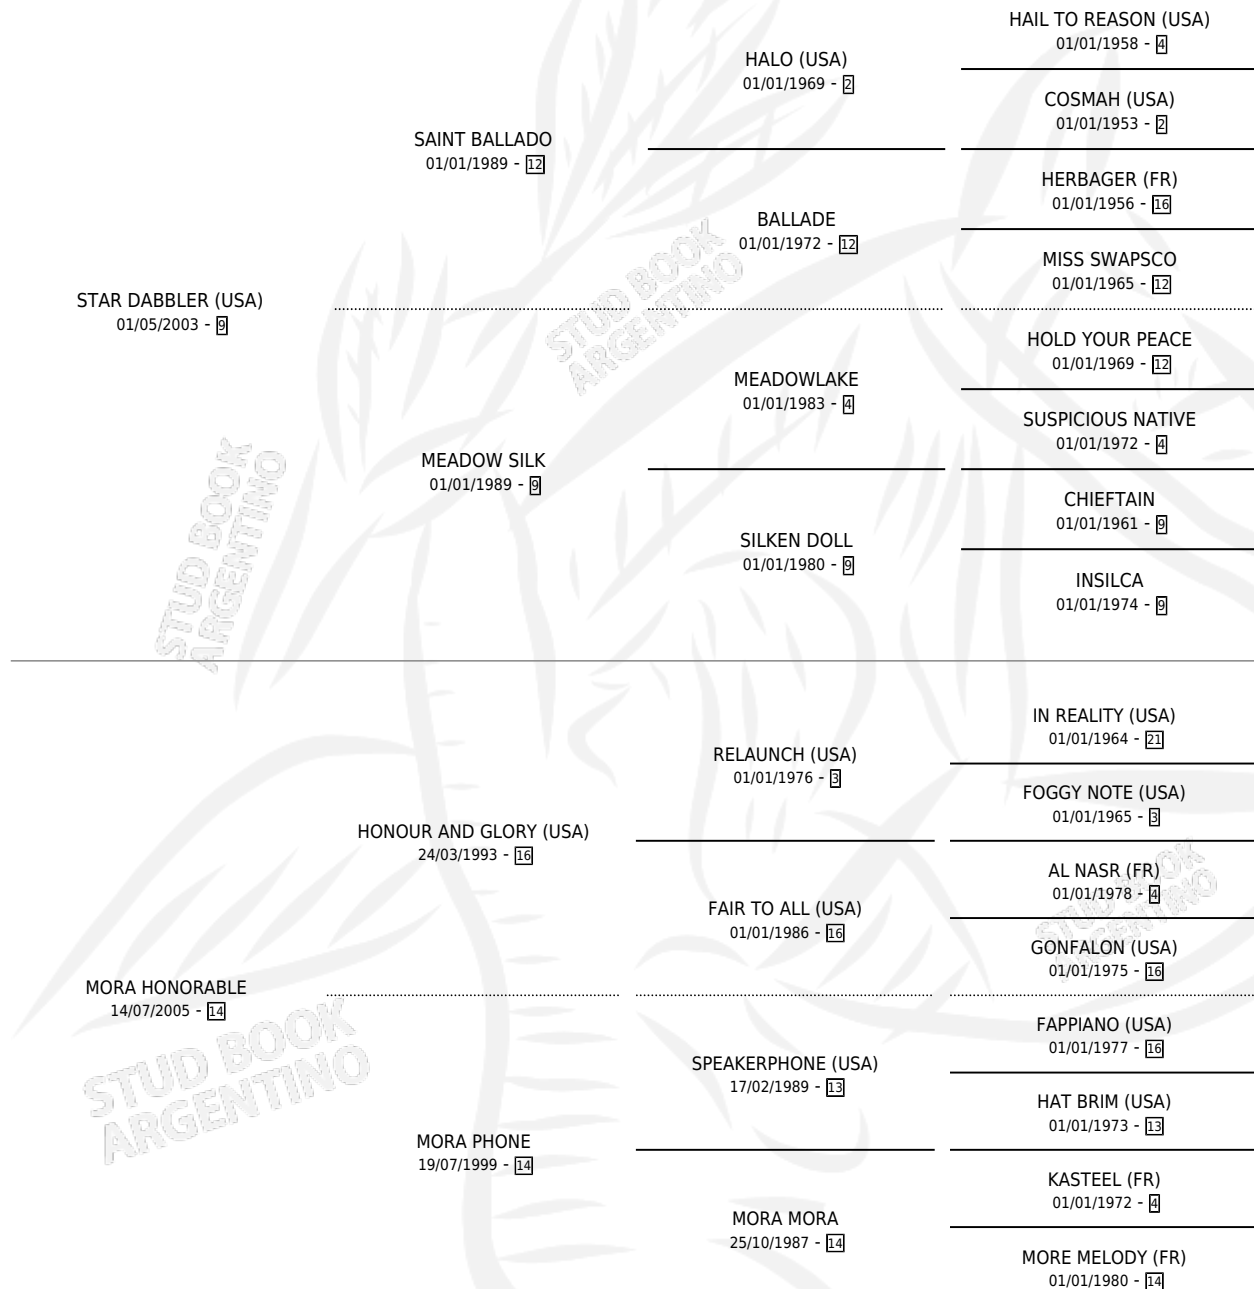 HAIL TO REASON (USA)
01/01/1958 - 4
HALO (USA)
01/01/1969 - 2
COSMAH (USA)
01/01/1953 - 2
SAINT BALLADO
01/01/1989 - 12
HERBAGER (FR)
01/01/1956 - 16
BALLADE
01/01/1972 - 12
MISS SWAPSCO
01/01/1965 - 12
STAR DABBLER (USA)
01/05/2003 - 9
HOLD YOUR PEACE
01/01/1969 - 12
MEADOWLAKE
01/01/1983 - 4
SUSPICIOUS NATIVE
01/01/1972 - 4
MEADOW SILK
01/01/1989 - 9
CHIEFTAIN
01/01/1961 - 9
SILKEN DOLL
01/01/1980 - 9
INSILCA
01/01/1974 - 9
IN REALITY (USA)
01/01/1964 - 21
RELAUNCH (USA)
01/01/1976 - 3
FOGGY NOTE (USA)
01/01/1965 - 3
HONOUR AND GLORY (USA)
24/03/1993 - 16
AL NASR (FR)
01/01/1978 - 4
FAIR TO ALL (USA)
01/01/1986 - 16
GONFALON (USA)
01/01/1975 - 16
MORA HONORABLE
14/07/2005 - 14
FAPPIANO (USA)
01/01/1977 - 16
SPEAKERPHONE (USA)
17/02/1989 - 13
HAT BRIM (USA)
01/01/1973 - 13
MORA PHONE
19/07/1999 - 14
KASTEEL (FR)
01/01/1972 - 4
MORA MORA
25/10/1987 - 14
MORE MELODY (FR)
01/01/1980 - 14
STUD BOOK
ARGENTINO
STUD BOOK
ARGENTINO
STUD BOOK
ARGENTINO
STUD BOOK
ARGENTINO